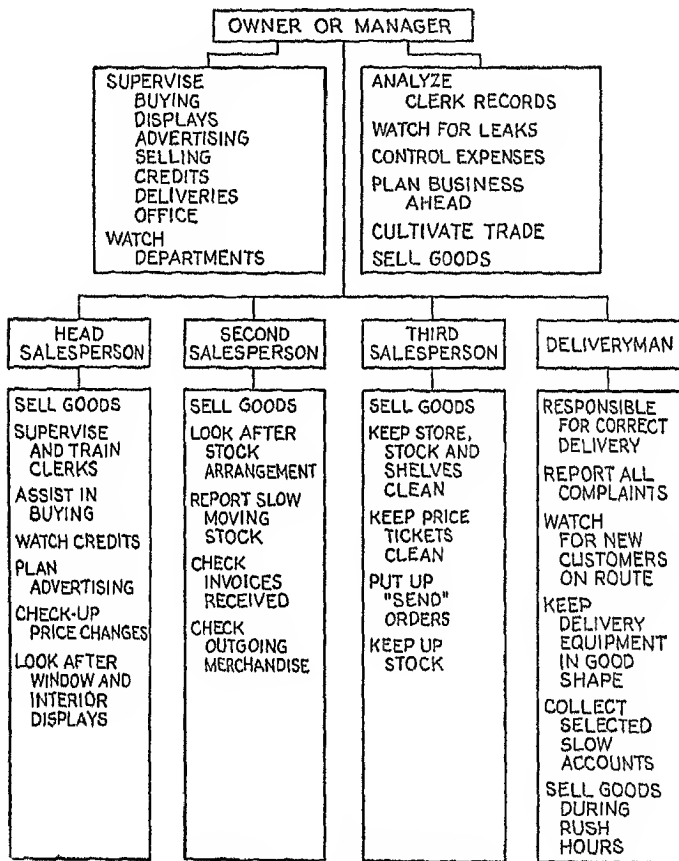 OWNER OR MANAGER
SUPERVISE
BUYING
DISPLAYS
ADVERTISING
SELLING
CREDITS
DELIVERIES
OFFICE
WATCH
DEPARTMENTS
ANALYZE
CLERK RECORDS
WATCH FOR LEAKS
CONTROL EXPENSES
PLAN BUSINESS
AHEAD
CULTIVATE TRADE
SELL GOODS
HEAD
SALESPERSON
SELL GOODS
SUPERVISE
AND TRAIN
CLERKS
ASSIST IN
BUYING
WATCH CREDITS
PLAN
ADVERTISING
CHECK-UP
PRICE CHANGES
LOOK AFTER
WINDOW AND
INTERIOR
DISPLAYS
SECOND
SALESPERSON
SELL GOODS
LOOK AFTER
STOCK
ARRANGEMENT
REPORT SLOW
MOVING
STOCK
CHECK
INVOICES
RECEIVED
CHECK
OUTGOING
MERCHANDISE
THIRD
SALESPERSON
SELL GOODS
KEEP STORE,
STOCK AND
SHELVES
CLEAN
KEEP PRICE
TICKETS
CLEAN
PUT UP
"SEND"
ORDERS
KEEP UP
STOCK
DELIVERYMAN
RESPONSIBLE
FOR CORRECT
DELIVERY
REPORT ALL
COMPLAINTS
WATCH
FOR NEW
CUSTOMERS
ON ROUTE
KEEP
DELIVERY
EQUIPMENT
IN GOOD
SHAPE
COLLECT
SELECTED
SLOW
ACCOUNTS
SELL GOODS
DURING
RUSH
HOURS